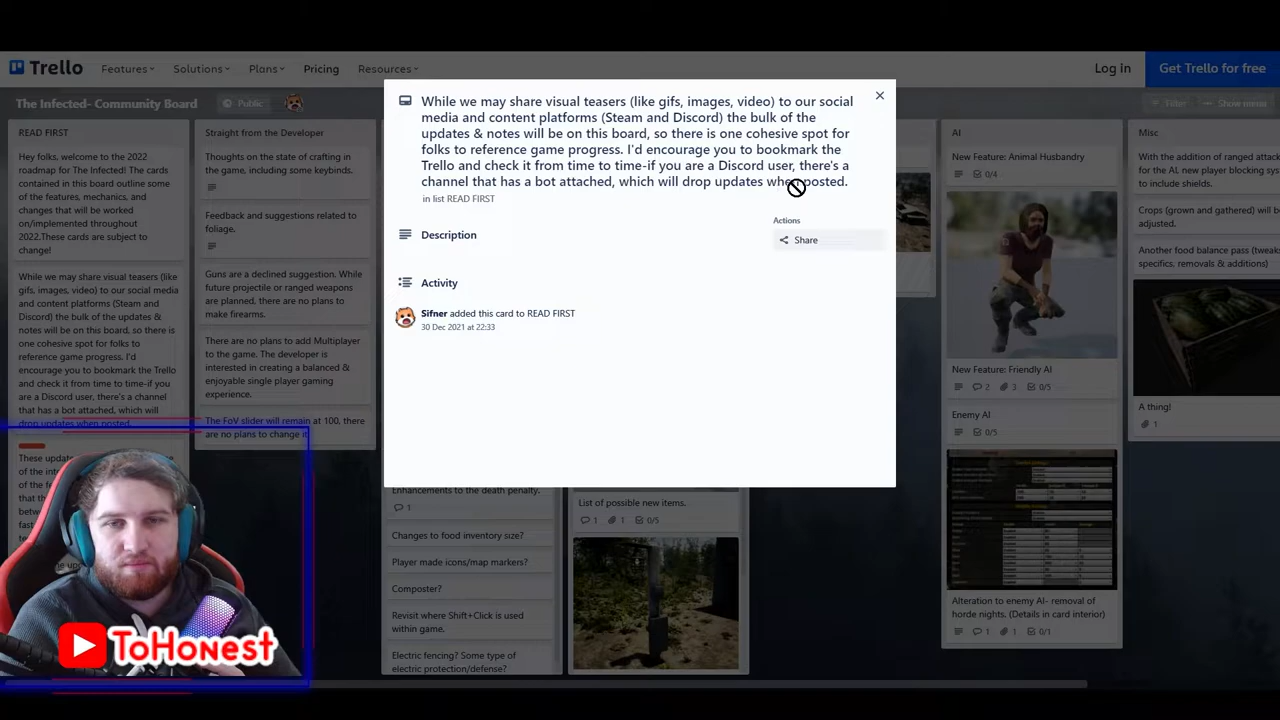 Trello
Features
Solutions
Plans
Pricing
Resources
Log in
Get Trello for free
The Infected- Community Board
Public
Filter
Show menu
READ FIRST
Hey folks, welcome to the 2022
roadmap for The Infected! The cards
contained in this board outline some
of the features, mechanics, and
changes that will be worked
on/implemented throughout
2022.These cards are subject to
change!
While we may share visual teasers (like
gifs, images, video) to our social media
and content platforms (Steam and
Discord) the bulk of the updates &
notes will be on this board, so there is
one cohesive spot for folks to
reference game progress. I'd
encourage you to bookmark the Trello
and check it from time to time-if you
are a Discord user, there's a channel
that has a bot attached, which will
drop updates when posted.
Straight from the Developer
Thoughts on the state of crafting in
the game, including some keybinds.
Feedback and suggestions related to
foliage.
Guns are a declined suggestion. While
future projectile or ranged weapons
are planned, there are no plans to
make firearms.
There are no plans to add Multiplayer
to the game. The developer is
interested in creating a balanced &
enjoyable single player gaming
experience.
The FoV slider will remain at 100, there
are no plans to change it.
While we may share visual teasers (like gifs, images, video) to our social
media and content platforms (Steam and Discord) the bulk of the
updates & notes will be on this board, so there is one cohesive spot for
folks to reference game progress. I'd encourage you to bookmark the
Trello and check it from time to time-if you are a Discord user, there's a
channel that has a bot attached, which will drop updates when posted.
in list READ FIRST
Description
Actions
Share
Activity
Sifner added this card to READ FIRST
30 Dec 2021 at 22:33
Enhancements to the death penalty.
1
Changes to food inventory size?
Player made icons/map markers?
Composter?
Revisit where Shift+Click is used
within game.
Electric fencing? Some type of
electric protection/defense?
List of possible new items.
1 1 0/5
AI
New Feature: Animal Husbandry
0/4
New Feature: Friendly AI
2 3 0/5
Enemy AI
0/5
Alteration to enemy AI- removal of
horde nights. (Details in card interior)
1 1 0/1
Misc
With the addition of ranged
for the AI, new player blocking
to include shields.
Crops (grown and gathered) will be
adjusted.
Another food balance pass (tweaks
specifics, removals & additions)
A thing!
1
ToHonest